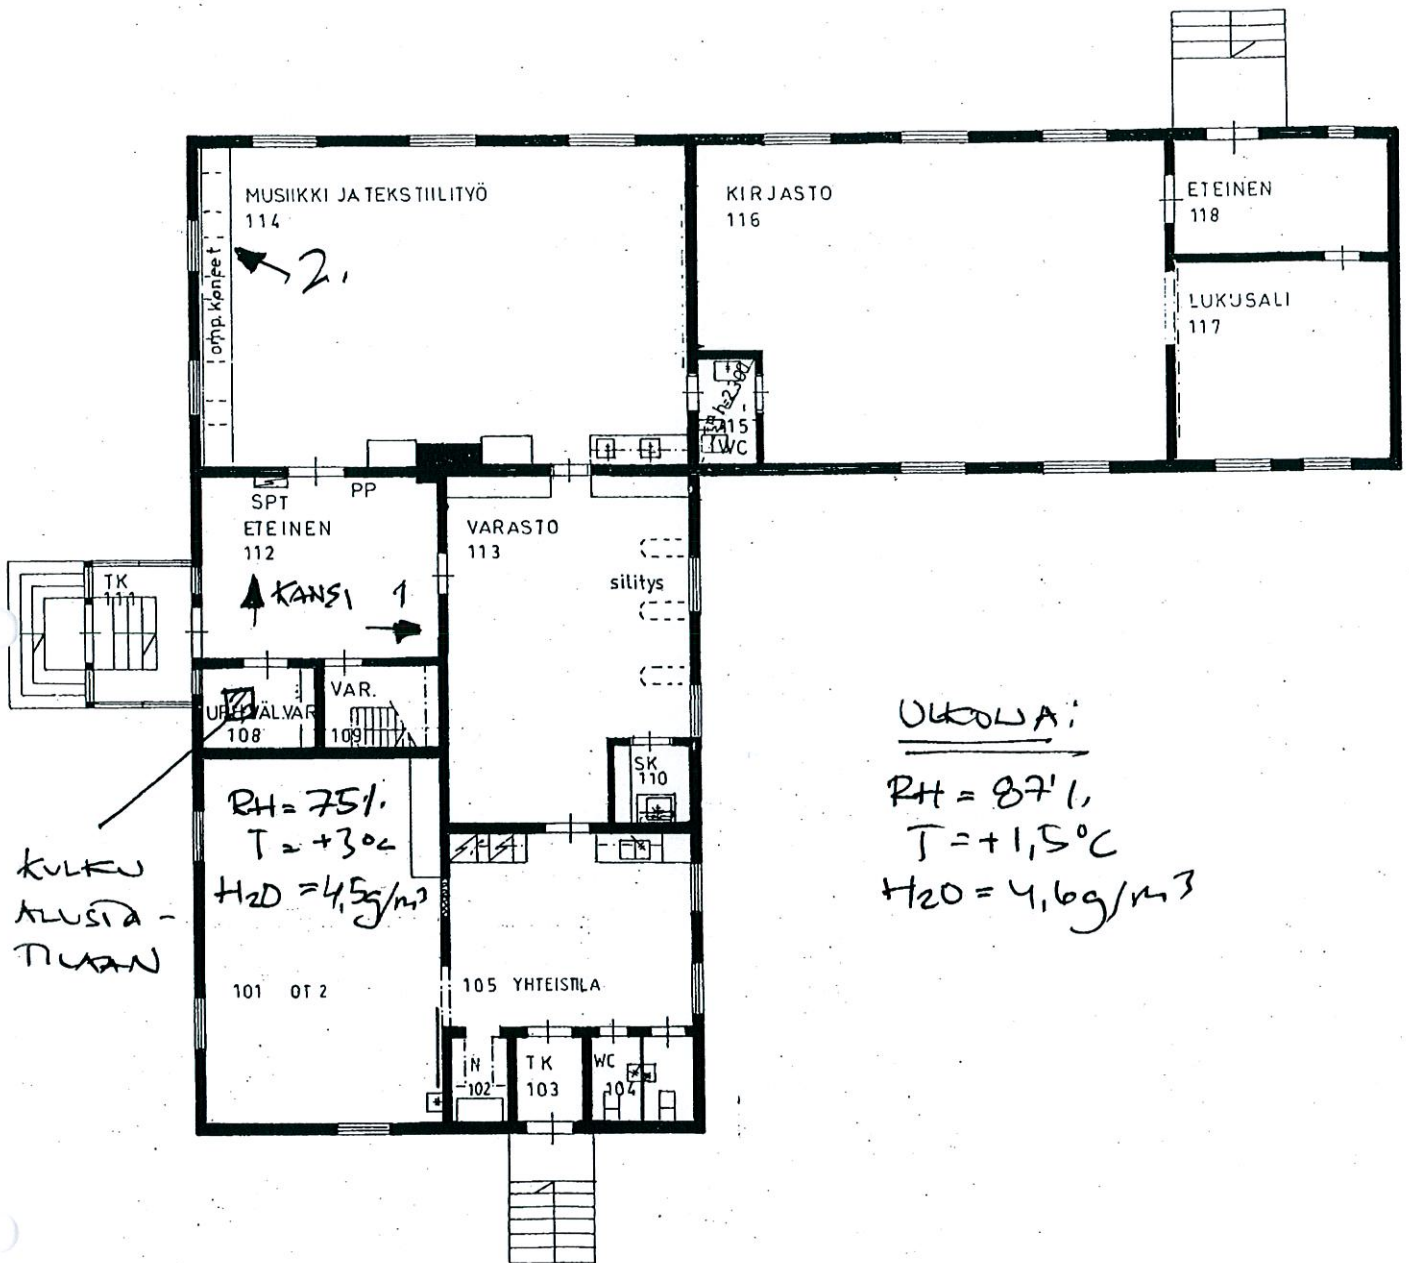 MUSIIKKI JA TEKSTIILITYÖ
114
omp.koneet
2.
KIRJASTO
116
ETEINEN
118
LUKUSALI
117
h=2300
115
WC
SPT
PP
ETEINEN
112
KANSI 1
VARASTO
113
silitys
TK
111
VAR.
109
108
SK
110
RH = 75%
T = +3°C
H2O = 4,5g/m3
KULKU
ALUSTA-
TILAAN
ULKONA:
RH = 87%
T = +1,5°C
H2O = 4,6g/m3
101 OT 2
105 YHTEISTILA
N
102
TK
103
WC
104